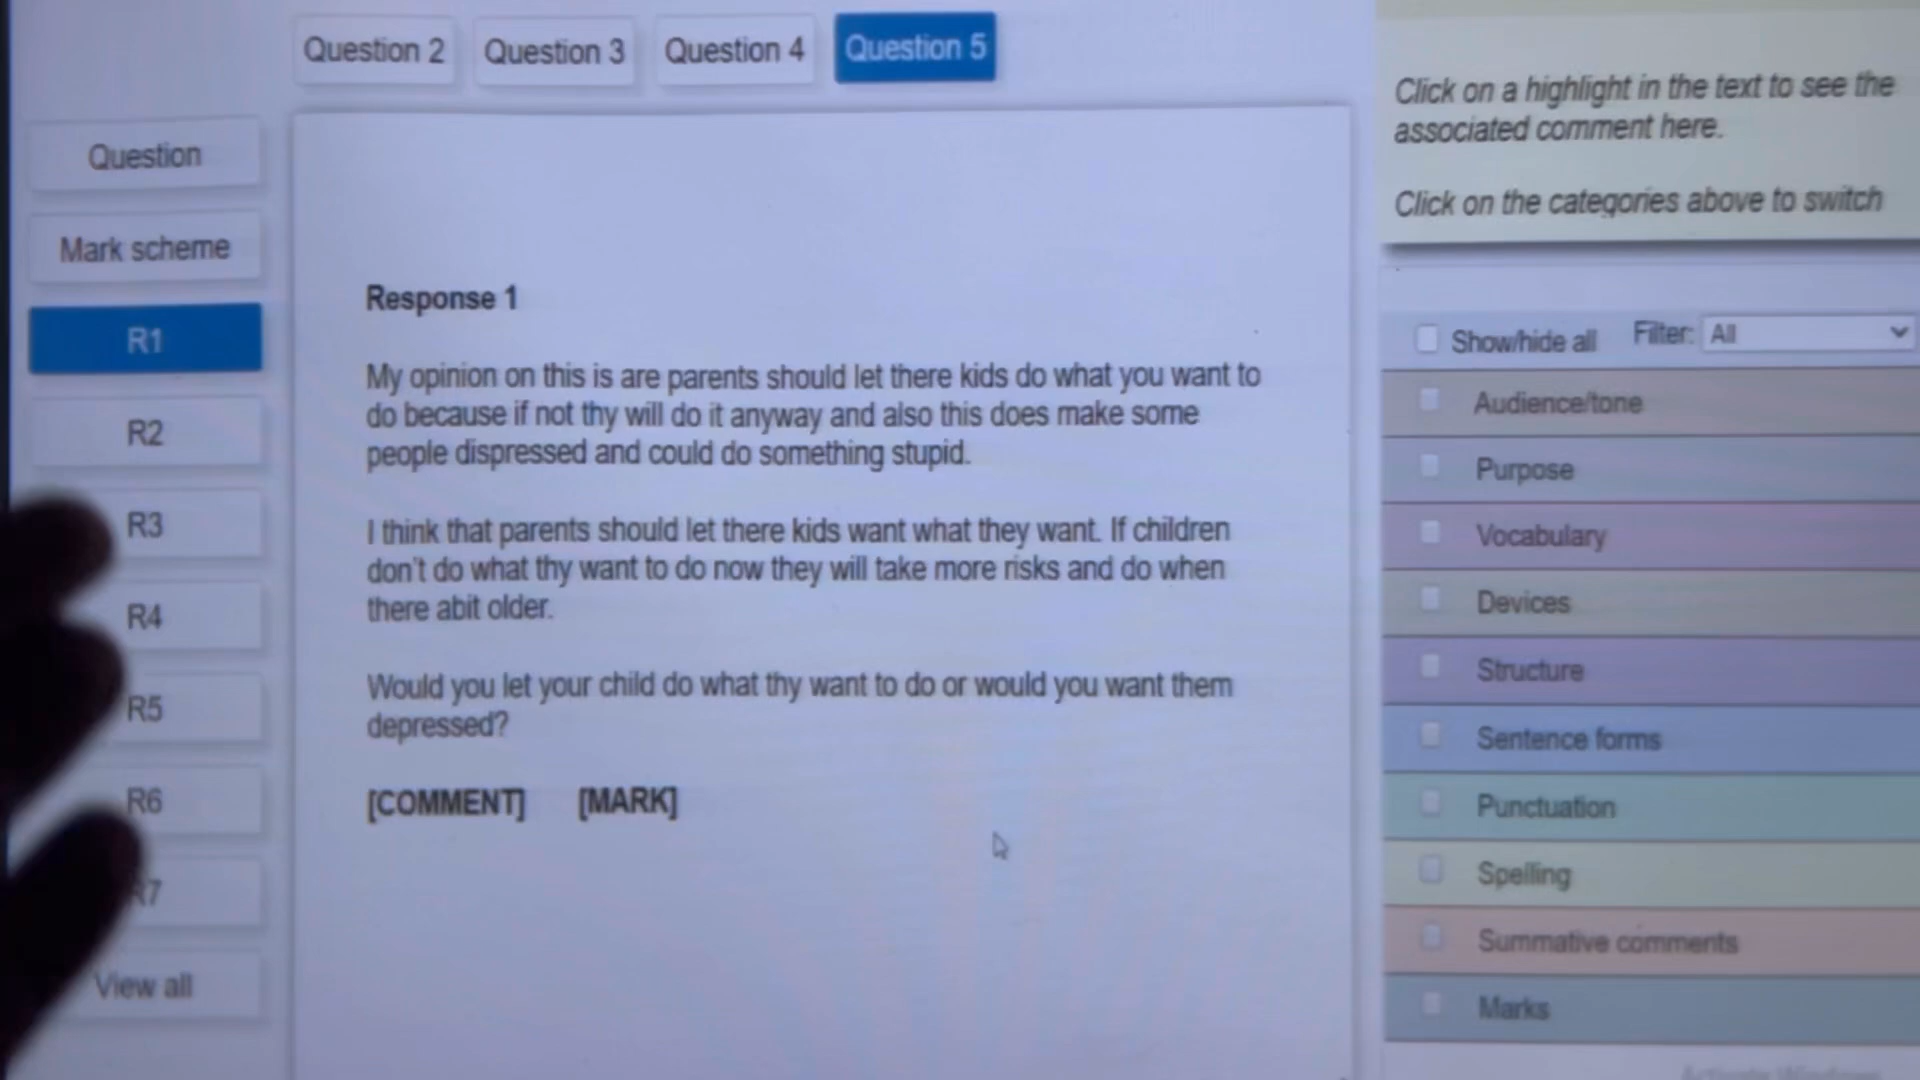 Question 2
Question 3
Question 4
Question 5
Question
Mark scheme
R1
R2
R3
R4
R5
R6
R7
View all
Response 1
My opinion on this is are parents should let there kids do what you want to
do because if not thy will do it anyway and also this does make some
people dispressed and could do something stupid.
I think that parents should let there kids want what they want. If children
don't do what thy want to do now they will take more risks and do when
there abit older.
Would you let your child do what thy want to do or would you want them
depressed?
[COMMENT] [MARK]
Click on a highlight in the text to see the
associated comment here.
Click on the categories above to switch
Show/hide all Filter: All
Audience/tone
Purpose
Vocabulary
Devices
Structure
Sentence forms
Punctuation
Spelling
Summative comments
Marks
Activate Windows